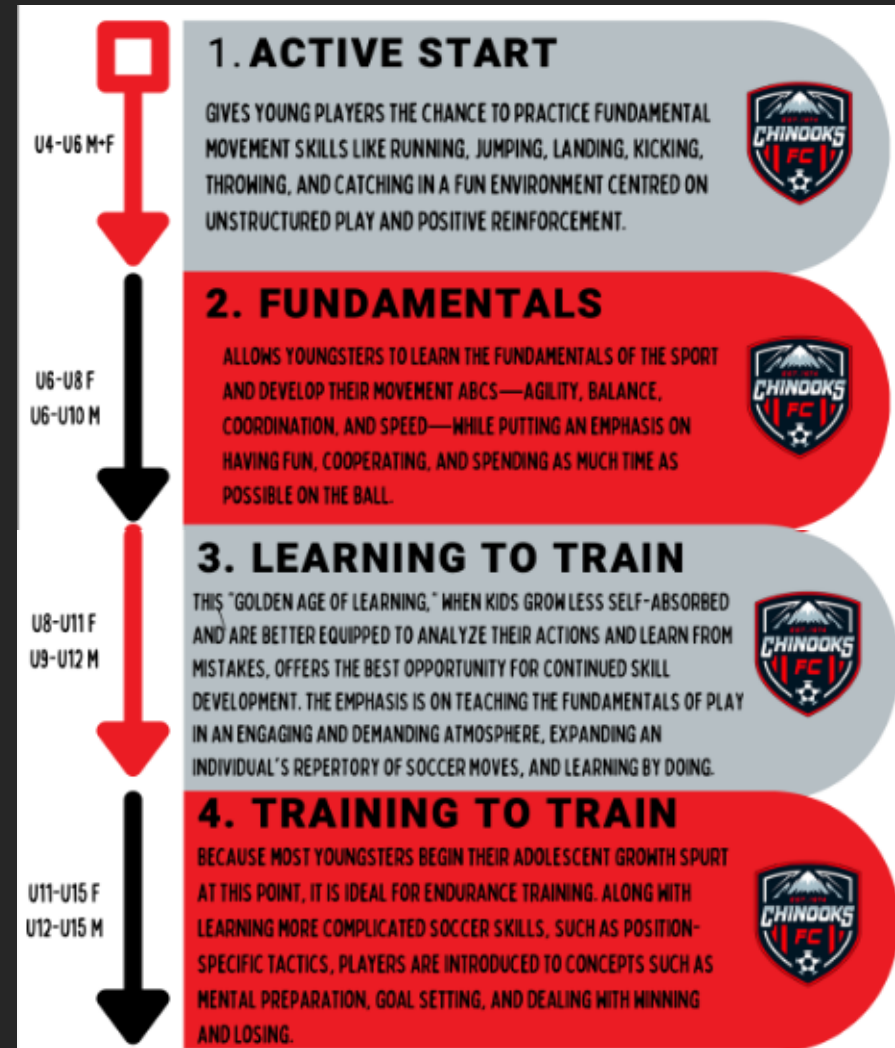 1. ACTIVE START
U4-U6 M+F
GIVES YOUNG PLAYERS THE CHANCE TO PRACTICE FUNDAMENTAL
MOVEMENT SKILLS LIKE RUNNING, JUMPING, LANDING, KICKING,
THROWING, AND CATCHING IN A FUN ENVIRONMENT CENTRED ON
UNSTRUCTURED PLAY AND POSITIVE REINFORCEMENT.
EST. 1974
CHINOOKS
FC
2. FUNDAMENTALS
U6-U8 F
U6-U10 M
ALLOWS YOUNGSTERS TO LEARN THE FUNDAMENTALS OF THE SPORT
AND DEVELOP THEIR MOVEMENT ABCS—AGILITY, BALANCE,
COORDINATION, AND SPEED—WHILE PUTTING AN EMPHASIS ON
HAVING FUN, COOPERATING, AND SPENDING AS MUCH TIME AS
POSSIBLE ON THE BALL.
EST. 1974
CHINOOKS
FC
3. LEARNING TO TRAIN
U8-U11 F
U9-U12 M
THIS "GOLDEN AGE OF LEARNING," WHEN KIDS GROW LESS SELF-ABSORBED
AND ARE BETTER EQUIPPED TO ANALYZE THEIR ACTIONS AND LEARN FROM
MISTAKES, OFFERS THE BEST OPPORTUNITY FOR CONTINUED SKILL
DEVELOPMENT. THE EMPHASIS IS ON TEACHING THE FUNDAMENTALS OF PLAY
IN AN ENGAGING AND DEMANDING ATMOSPHERE, EXPANDING AN
INDIVIDUAL'S REPERTORY OF SOCCER MOVES, AND LEARNING BY DOING.
EST. 1974
CHINOOKS
FC
4. TRAINING TO TRAIN
U11-U15 F
U12-U15 M
BECAUSE MOST YOUNGSTERS BEGIN THEIR ADOLESCENT GROWTH SPURT
AT THIS POINT, IT IS IDEAL FOR ENDURANCE TRAINING. ALONG WITH
LEARNING MORE COMPLICATED SOCCER SKILLS, SUCH AS POSITION-
SPECIFIC TACTICS, PLAYERS ARE INTRODUCED TO CONCEPTS SUCH AS
MENTAL PREPARATION, GOAL SETTING, AND DEALING WITH WINNING
AND LOSING.
EST. 1974
CHINOOKS
FC